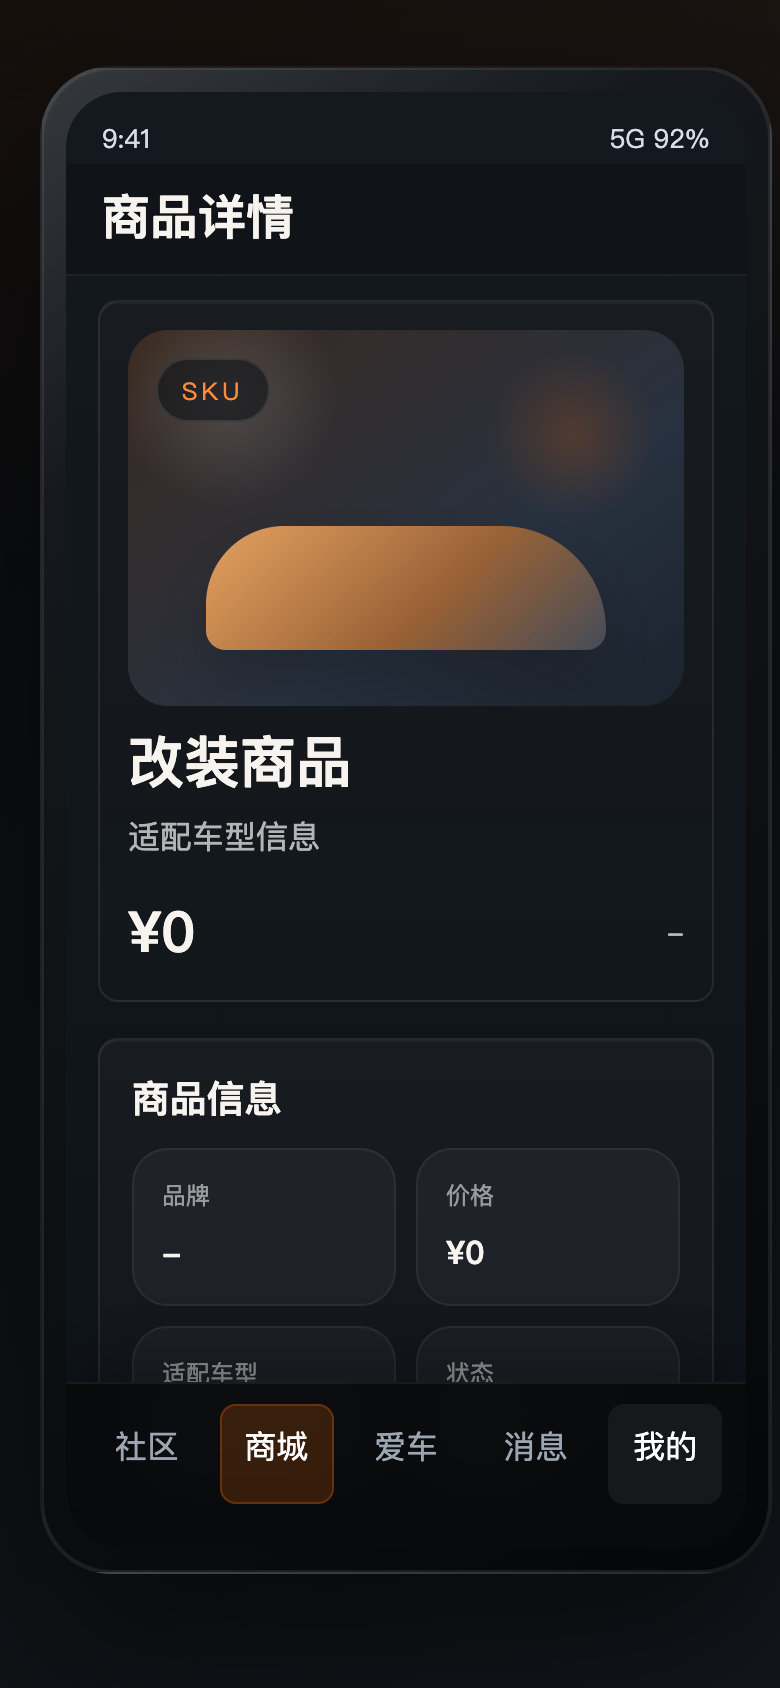 9:41 5G 92%
商品详情
SKU
改装商品
适配车型信息
¥0 –
商品信息
品牌 价格
– ¥0
适配车型 状态
社区 商城 爱车 消息 我的